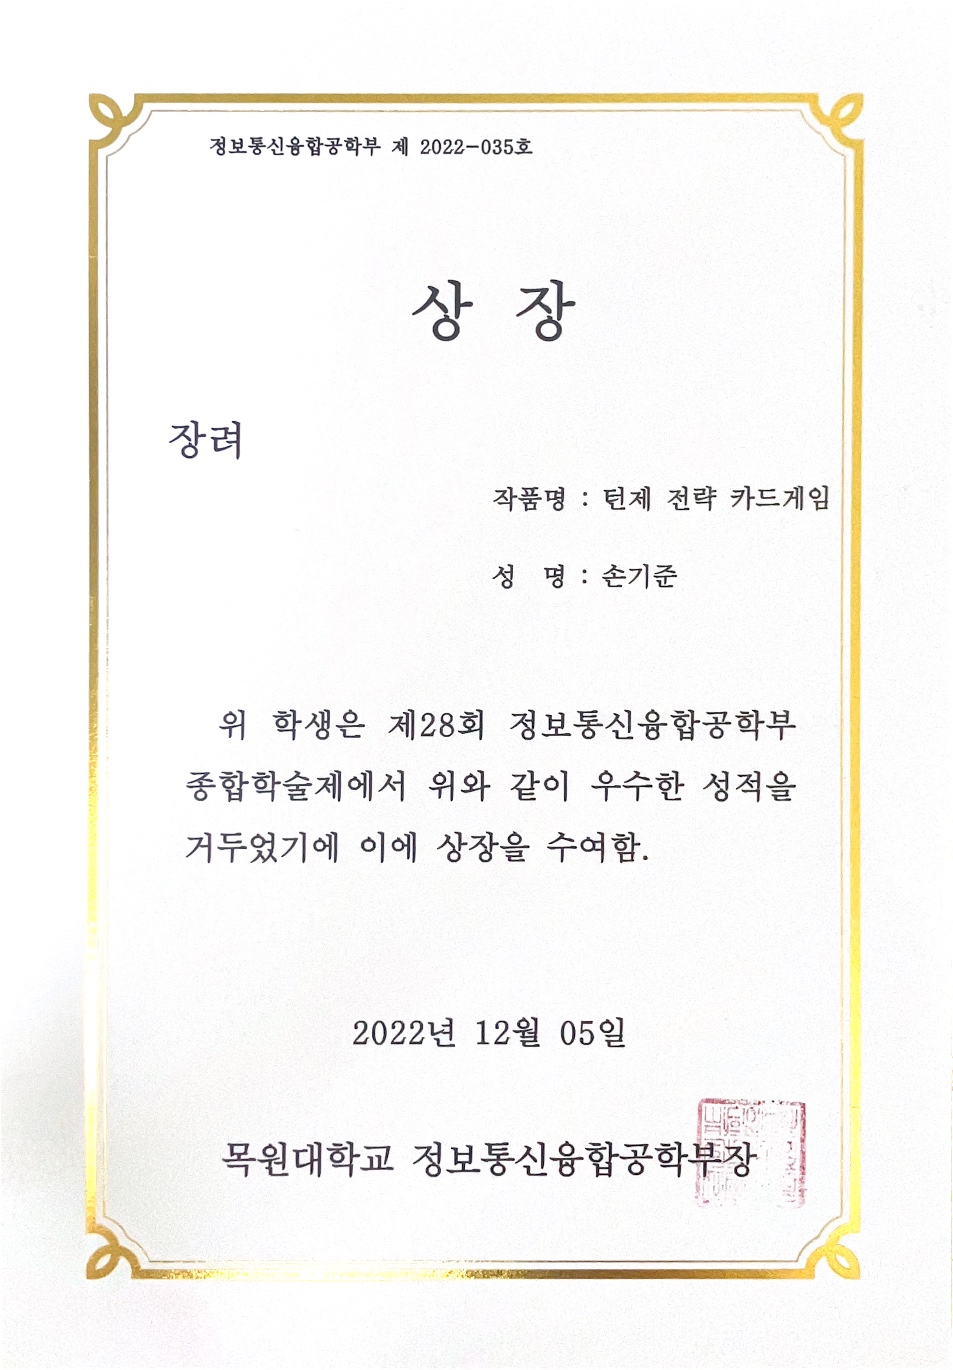 정보통신융합공학부 제 2022-035호
상 장
장려
작품명 : 턴제 전략 카드게임
성 명 : 손기준
위 학생은 제28회 정보통신융합공학부
종합학술제에서 위와 같이 우수한 성적을
거두었기에 이에 상장을 수여함.
2022년 12월 05일
목원대학교 정보통신융합공학부장